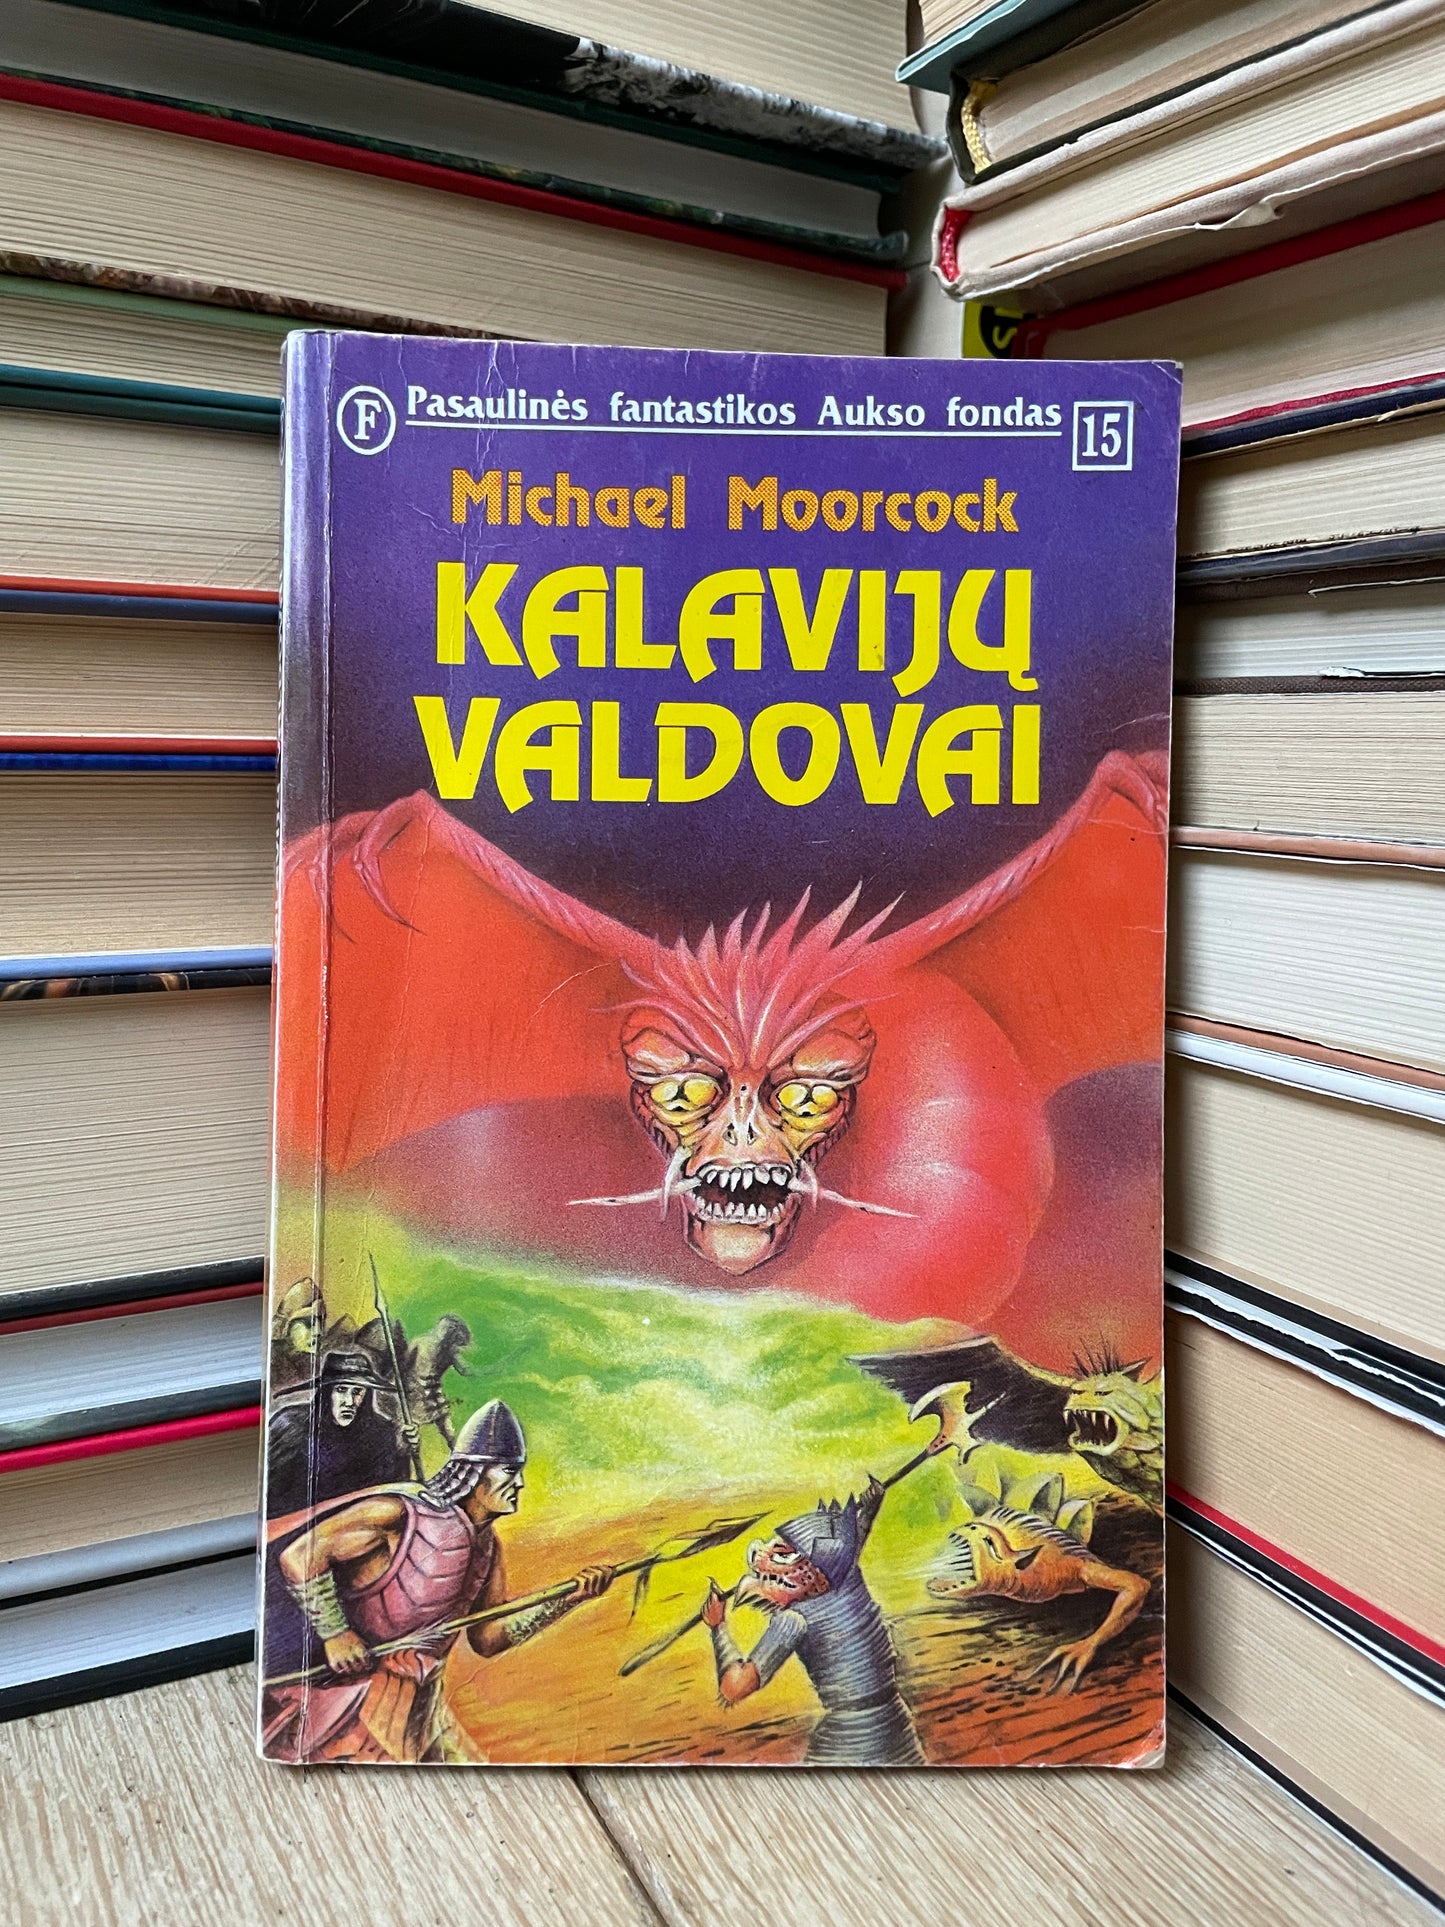 F Pasaulinės fantastikos Aukso fondas 15
Michael Moorcock
KALAVIJŲ
VALDOVAI